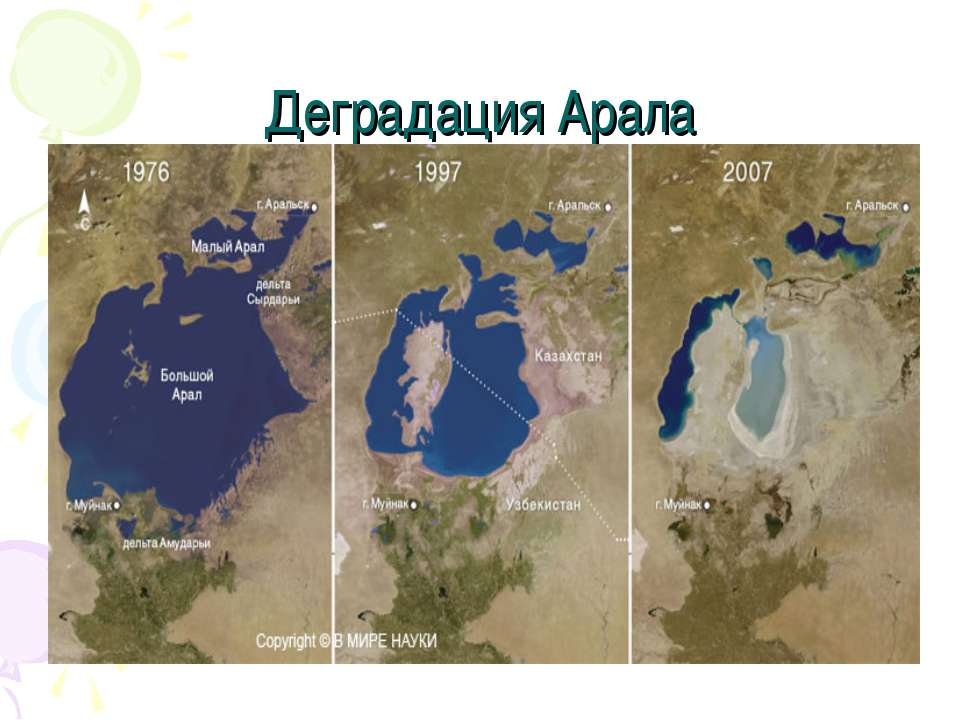 Деградация Арала
1976
г. Аральск
С
Малый Арал
дельта
Сырдарьи
Большой
Арал
г. Муйнак
дельта Амударьи
1997
г. Аральск
Казахстан
г. Муйнак
Узбекистан
2007
г. Аральск
г. Муйнак
Copyright © В МИРЕ НАУКИ